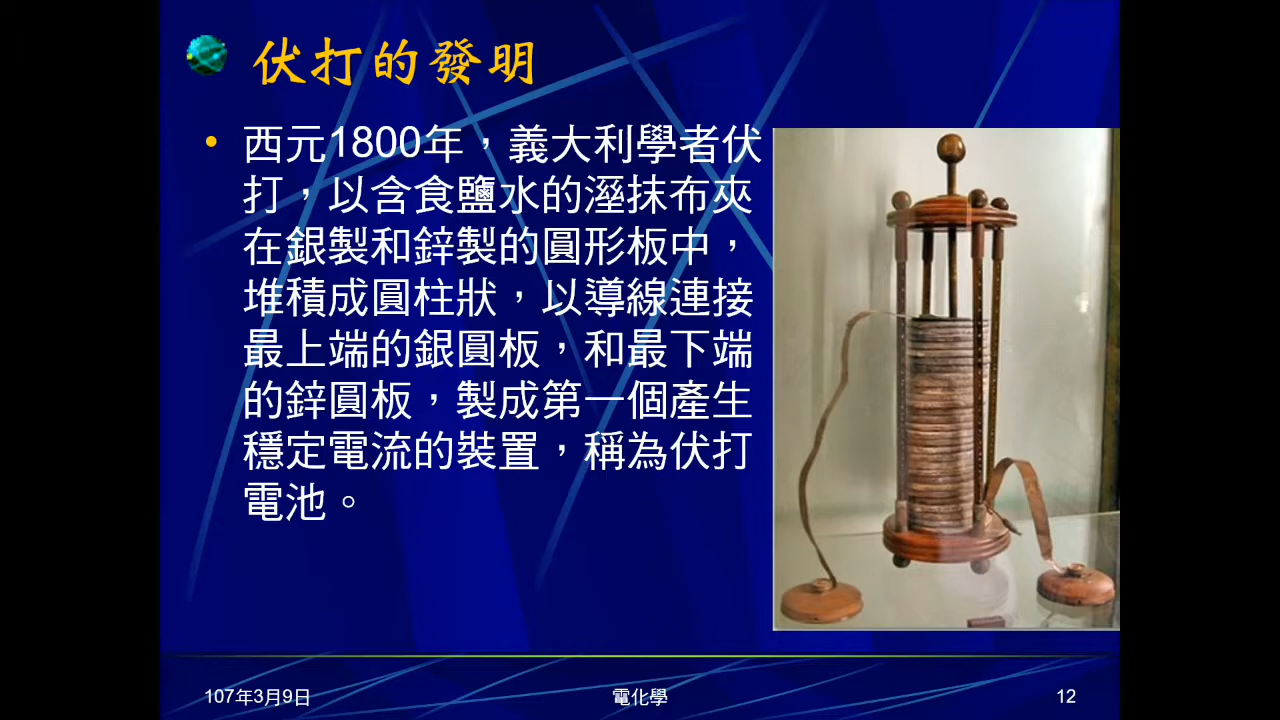 伏打的發明
• 西元1800年，義大利學者伏
打，以含食鹽水的溼抹布夾
在銀製和鋅製的圓形板中，
堆積成圓柱狀，以導線連接
最上端的銀圓板，和最下端
的鋅圓板，製成第一個產生
穩定電流的裝置，稱為伏打
電池。
107年3月9日
電化學
12